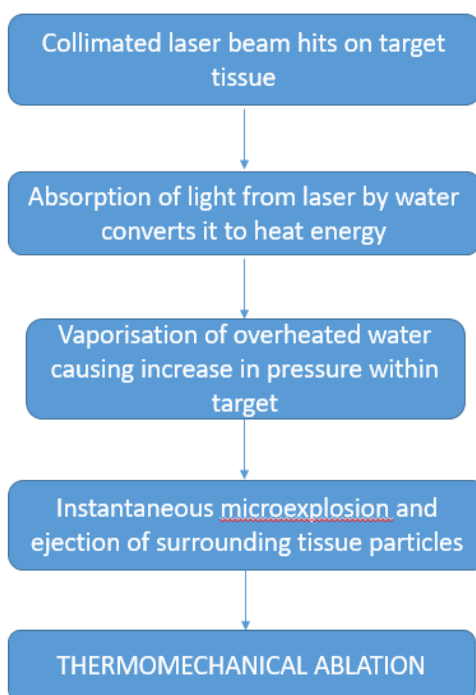 Collimated laser beam hits on target
tissue
Absorption of light from laser by water
converts it to heat energy
Vaporisation of overheated water
causing increase in pressure within
target
Instantaneous microexplosion and
ejection of surrounding tissue particles
THERMOMECHANICAL ABLATION